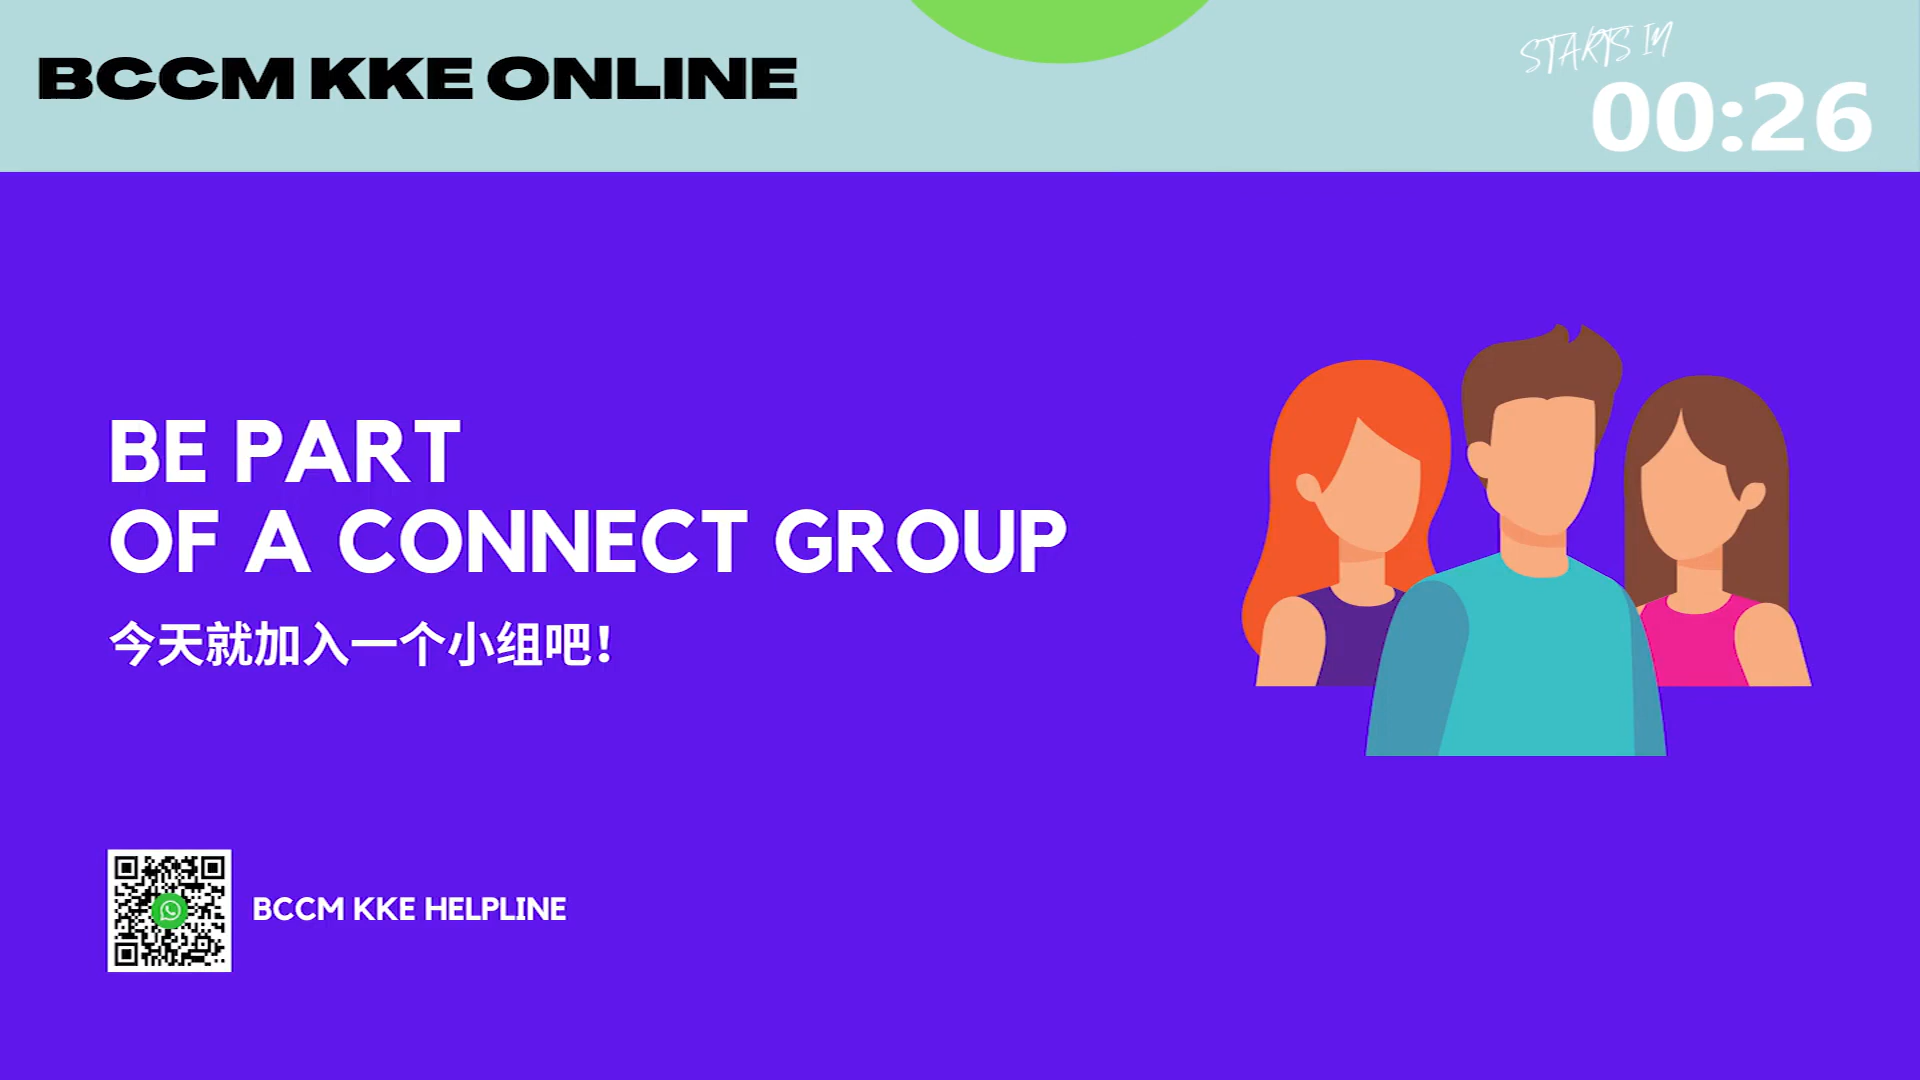 BCCM KKE ONLINE
STARTS IN
00:26
BE PART
OF A CONNECT GROUP
今天就加入一个小组吧!
BCCM KKE HELPLINE